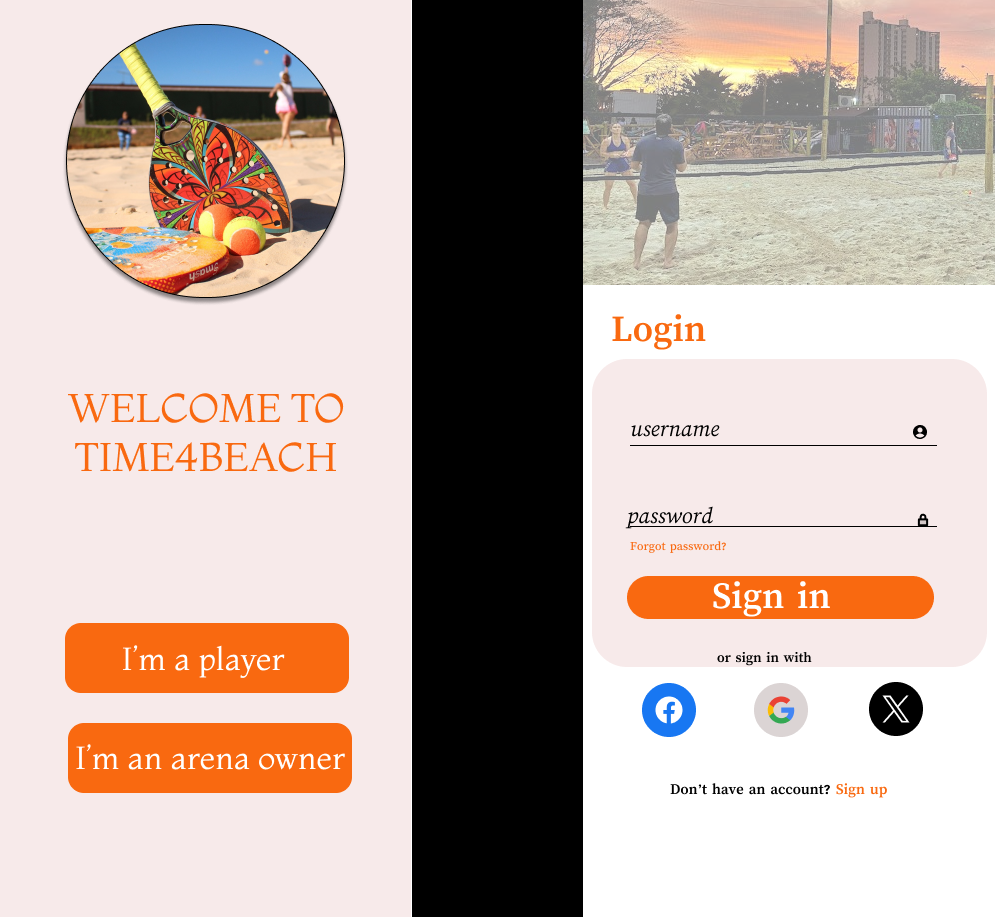 smash
WELCOME TO
TIME4BEACH
I'm a player
I'm an arena owner
Login
username
password
Forgot password?
Sign in
or sign in with
Don't have an account? Sign up